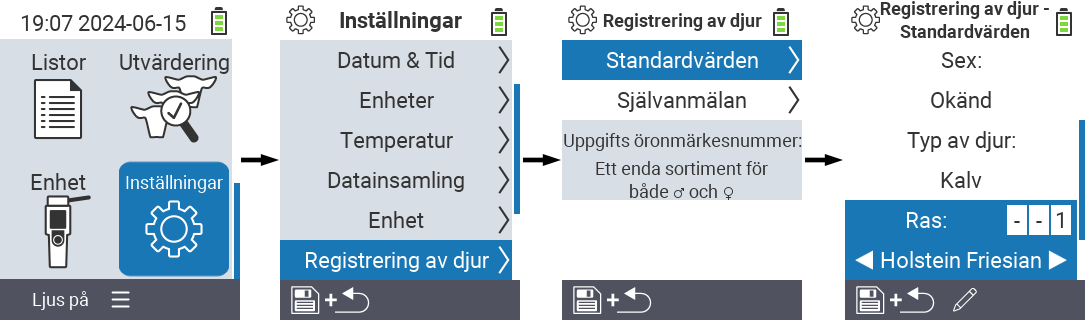 19:07 2024-06-15
Listor
Utvärdering
Enhet
Inställningar
Ljus på
Inställningar
Datum & Tid
Enheter
Temperatur
Datainsamling
Enhet
Registrering av djur
Registrering av djur
Standardvärden
Självanmälan
Uppgifts öronmärkesnummer:
Ett enda sortiment för
både ♂ och ♀
Registrering av djur -
Standardvärden
Sex:
Okänd
Typ av djur:
Kalv
Ras: - - 1
Holstein Friesian